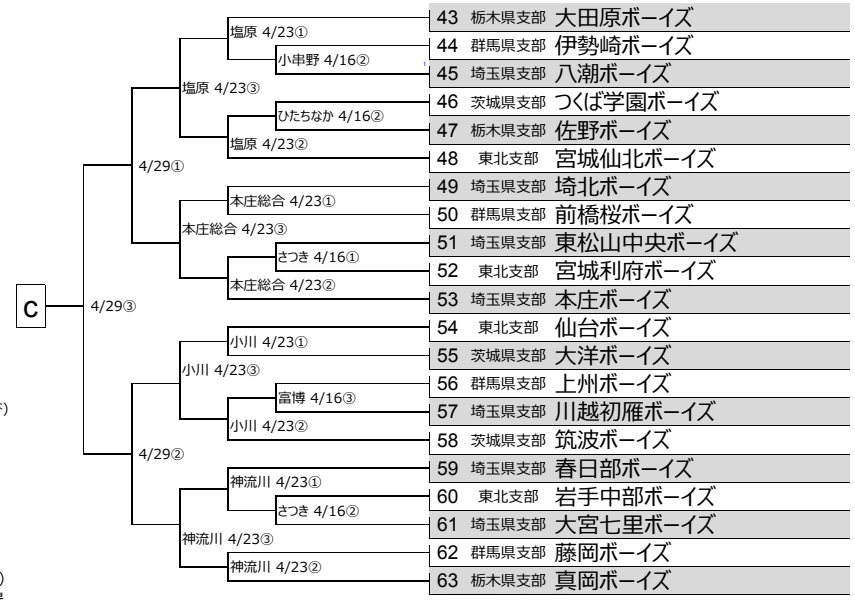 43 栃木県支部 大田原ボーイズ
塩原 4/23①
44 群馬県支部 伊勢崎ボーイズ
小串野 4/16②
45 埼玉県支部 八潮ボーイズ
塩原 4/23③
46 茨城県支部 つくば学園ボーイズ
ひたちなか 4/16②
47 栃木県支部 佐野ボーイズ
塩原 4/23②
48 東北支部 宮城仙北ボーイズ
4/29①
49 埼玉県支部 埼北ボーイズ
本庄総合 4/23①
50 群馬県支部 前橋桜ボーイズ
本庄総合 4/23③
51 埼玉県支部 東松山中央ボーイズ
さつき 4/16①
52 東北支部 宮城利府ボーイズ
本庄総合 4/23②
53 埼玉県支部 本庄ボーイズ
C
4/29③
54 東北支部 仙台ボーイズ
小川 4/23①
55 茨城県支部 大洋ボーイズ
小川 4/23③
56 群馬県支部 上州ボーイズ
富博 4/16③
57 埼玉県支部 川越初雁ボーイズ
小川 4/23②
58 茨城県支部 筑波ボーイズ
4/29②
59 埼玉県支部 春日部ボーイズ
神流川 4/23①
60 東北支部 岩手中部ボーイズ
さつき 4/16②
61 埼玉県支部 大宮七里ボーイズ
神流川 4/23③
62 群馬県支部 藤岡ボーイズ
神流川 4/23②
63 栃木県支部 真岡ボーイズ